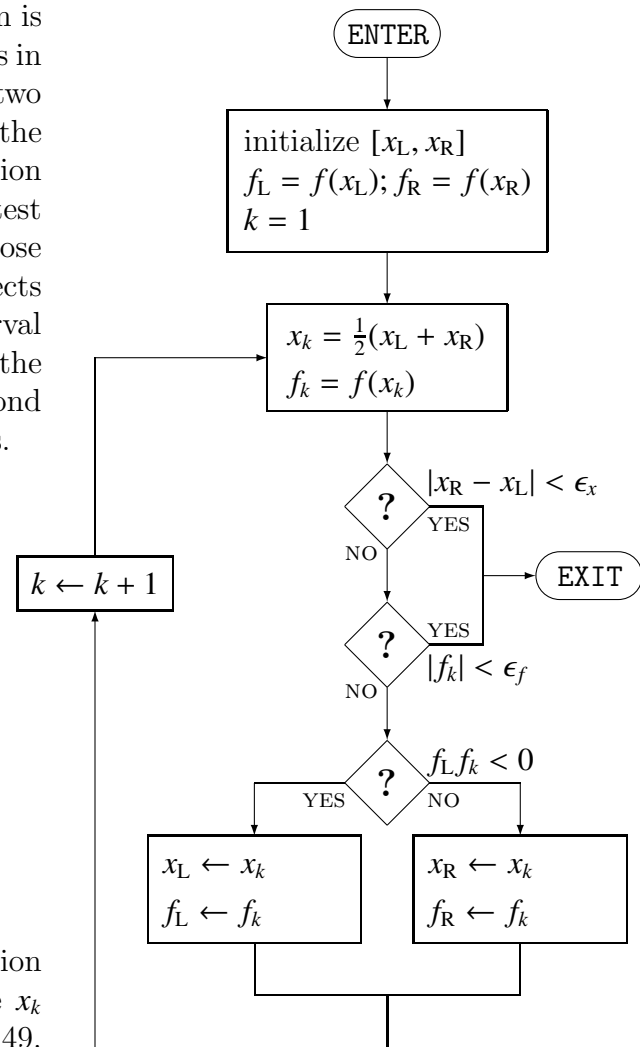 n is
s in
two
the
ion
test
ose
ects
rval
the
ond
s.
ENTER
initialize [x_L, x_R]
f_L = f(x_L); f_R = f(x_R)
k = 1
x_k = 1/2(x_L + x_R)
f_k = f(x_k)
?
|x_R − x_L| < ϵ_x
YES
NO
k ← k + 1
EXIT
?
YES
|f_k| < ϵ_f
NO
?
f_L f_k < 0
YES
NO
x_L ← x_k
f_L ← f_k
x_R ← x_k
f_R ← f_k
ion
e x_k
49.